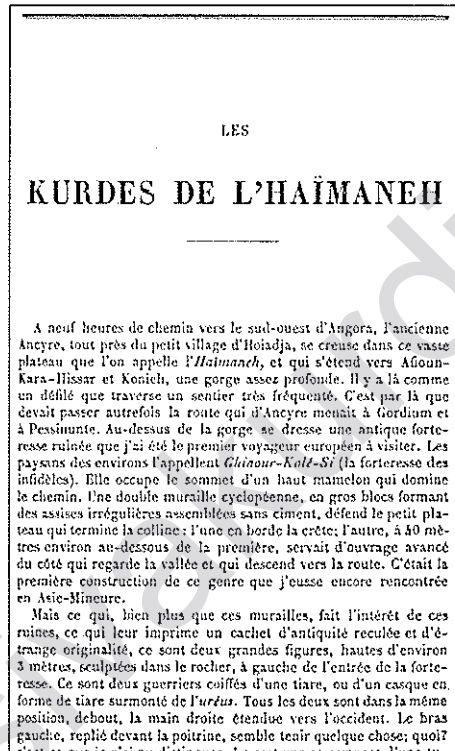 LES
KURDES DE L'HAÏMANEH
A neuf heures de chemin vers le sud-ouest d'Angora, l'ancienne
Ancyre, tout près du petit village d'Hoiadja, se creuse dans ce vaste
plateau que l'on appelle l'Haïmaneh, et qui s'étend vers Afioun-
Kara-Hissar et Konieh, une gorge assez profonde. Il y a là comme
un défilé que traverse un sentier très fréquenté. C'est par là que
devait passer autrefois la route qui d'Ancyre menait à Gordium et
à Pessinunte. Au-dessus de la gorge se dresse une antique forte-
resse ruinée que j'ai été le premier voyageur européen à visiter. Les
paysans des environs l'appellent Ghiaour-Kalé-Si (la forteresse des
infidèles). Elle occupe le sommet d'un haut mamelon qui domine
le chemin. Une double muraille cyclopéenne, en gros blocs formant
des assises irrégulières assemblées sans ciment, défend le petit pla-
teau qui termine la colline : l'une en borde la crête; l'autre, à 40 mè-
tres environ au-dessous de la première, servait d'ouvrage avancé
du côté qui regarde la vallée et qui descend vers la route. C'était la
première construction de ce genre que j'eusse encore rencontrée
en Asie-Mineure.
Mais ce qui, bien plus que ces murailles, fait l'intérêt de ces
ruines, ce qui leur imprime un cachet d'antiquité reculée et d'é-
trange originalité, ce sont deux grandes figures, hautes d'environ
3 mètres, sculptées dans le rocher, à gauche de l'entrée de la forte-
resse. Ce sont deux guerriers coiffés d'une tiare, ou d'un casque en
forme de tiare surmonté de l'uréus. Tous les deux sont dans la même
position, debout, la main droite étendue vers l'occident. Le bras
gauche, replié devant la poitrine, semble tenir quelque chose; quoi?